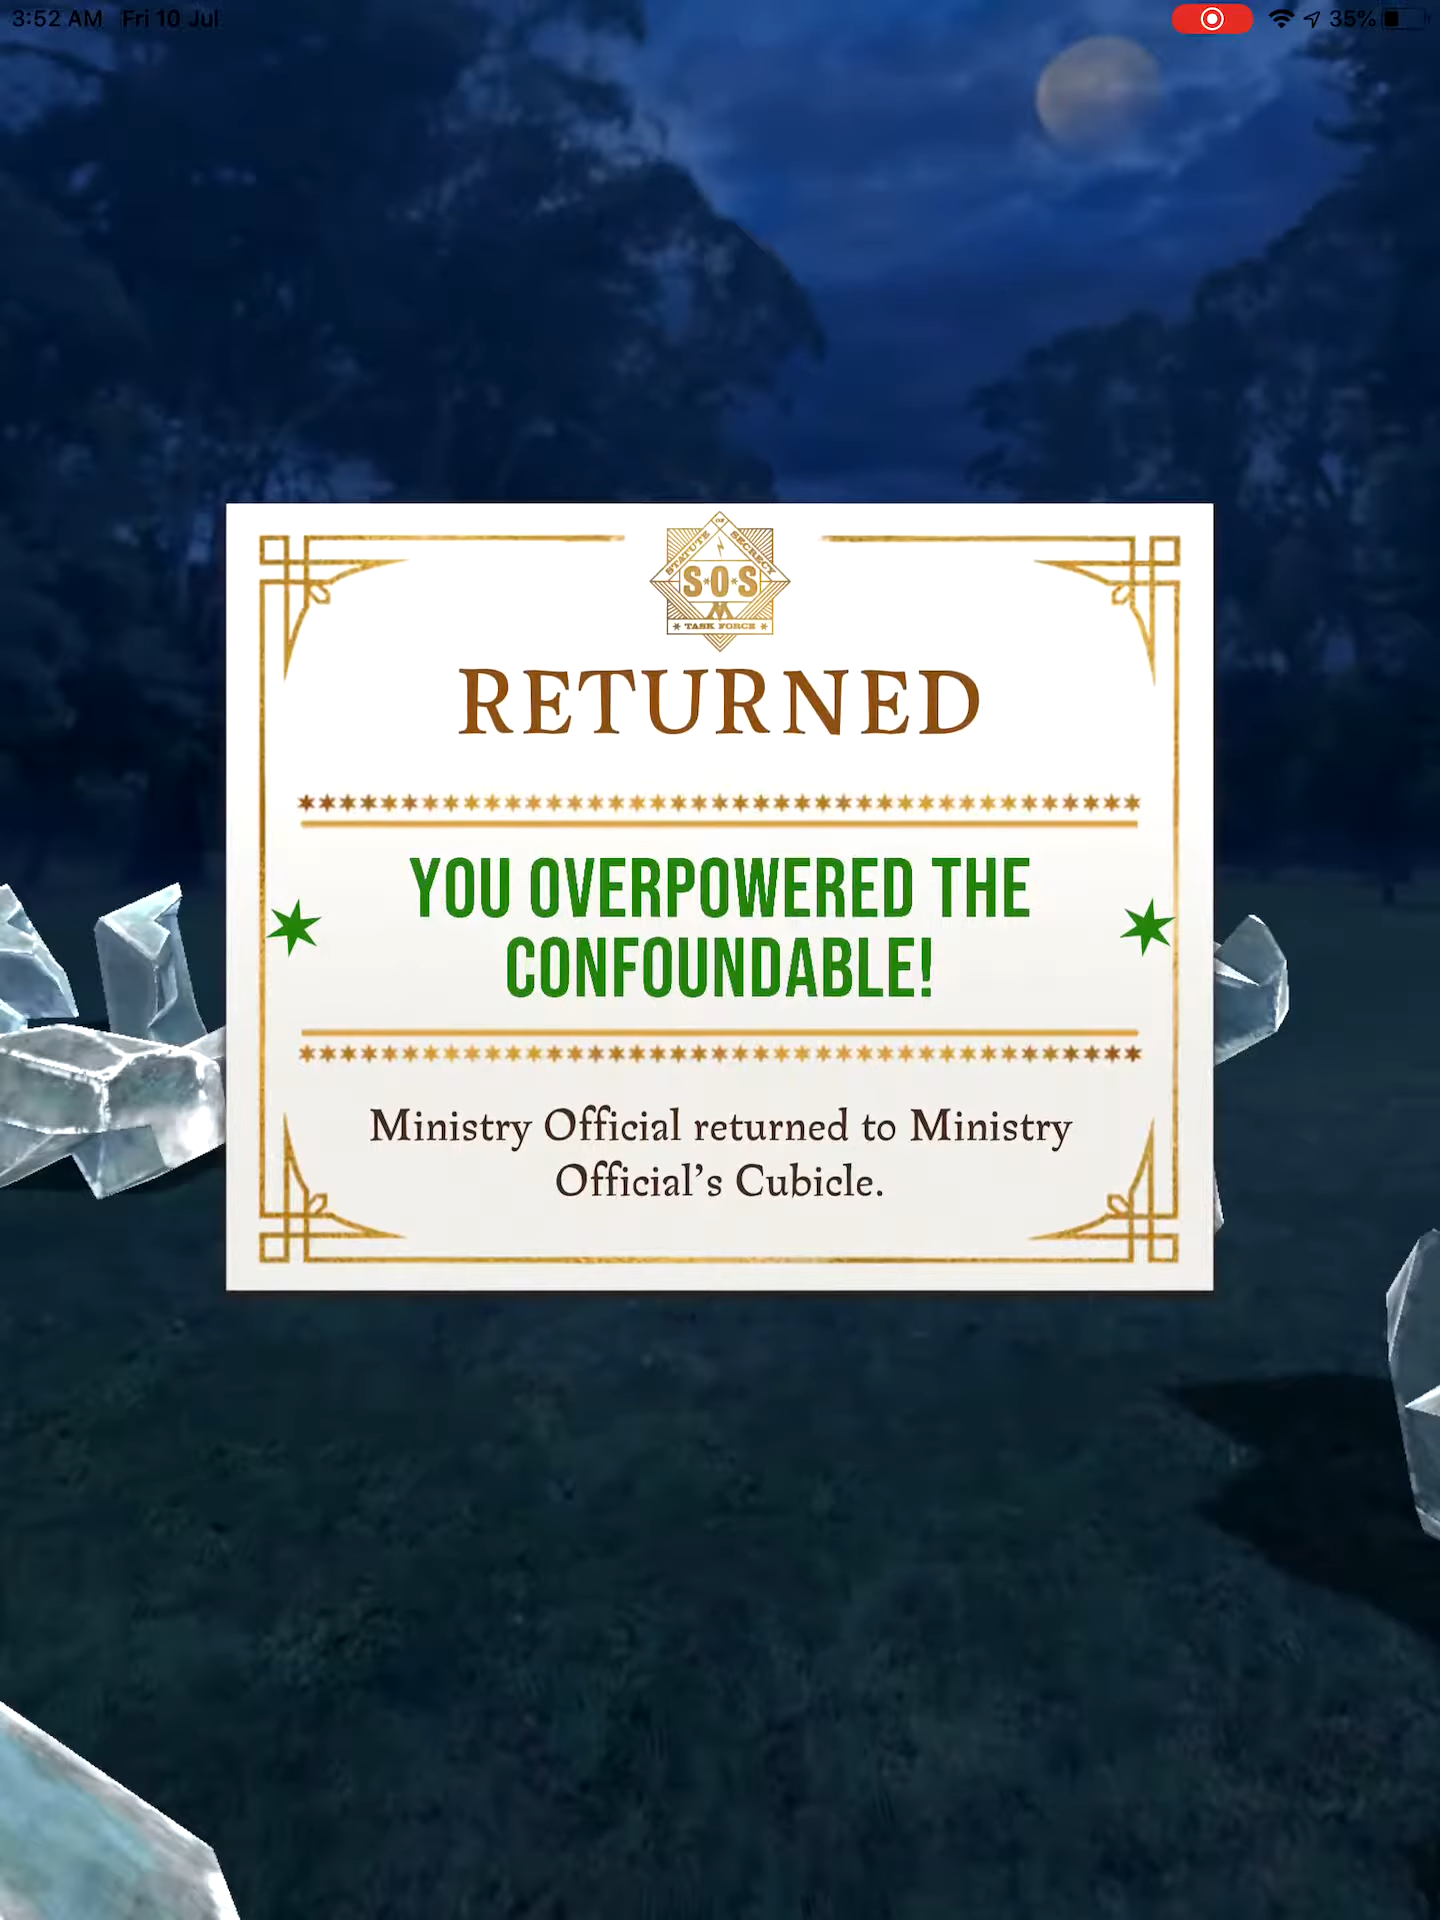 3:52 AM Fri 10 Jul
35%
STATUTE OF SECRECY
S*O*S
M
* TASK FORCE *
RETURNED
YOU OVERPOWERED THE
CONFOUNDABLE!
Ministry Official returned to Ministry
Official's Cubicle.